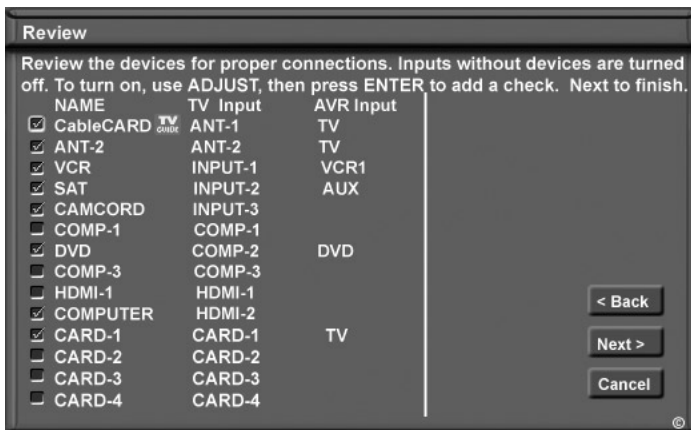 Review
Review the devices for proper connections. Inputs without devices are turned
off. To turn on, use ADJUST, then press ENTER to add a check. Next to finish.
NAME TV Input AVR Input
CableCARD TV GUIDE ANT-1 TV
ANT-2 ANT-2 TV
VCR INPUT-1 VCR1
SAT INPUT-2 AUX
CAMCORD INPUT-3
COMP-1 COMP-1
DVD COMP-2 DVD
COMP-3 COMP-3
HDMI-1 HDMI-1
COMPUTER HDMI-2
CARD-1 CARD-1 TV
CARD-2 CARD-2
CARD-3 CARD-3
CARD-4 CARD-4
< Back
Next >
Cancel
©